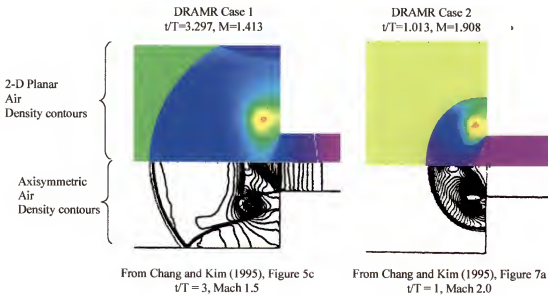 DRAMR Case 1
t/T=3.297, M=1.413
DRAMR Case 2
t/T=1.013, M=1.908
2-D Planar
Air
Density contours
Axisymmetric
Air
Density contours
From Chang and Kim (1995), Figure 5c
t/T = 3, Mach 1.5
From Chang and Kim (1995), Figure 7a
t/T = 1, Mach 2.0